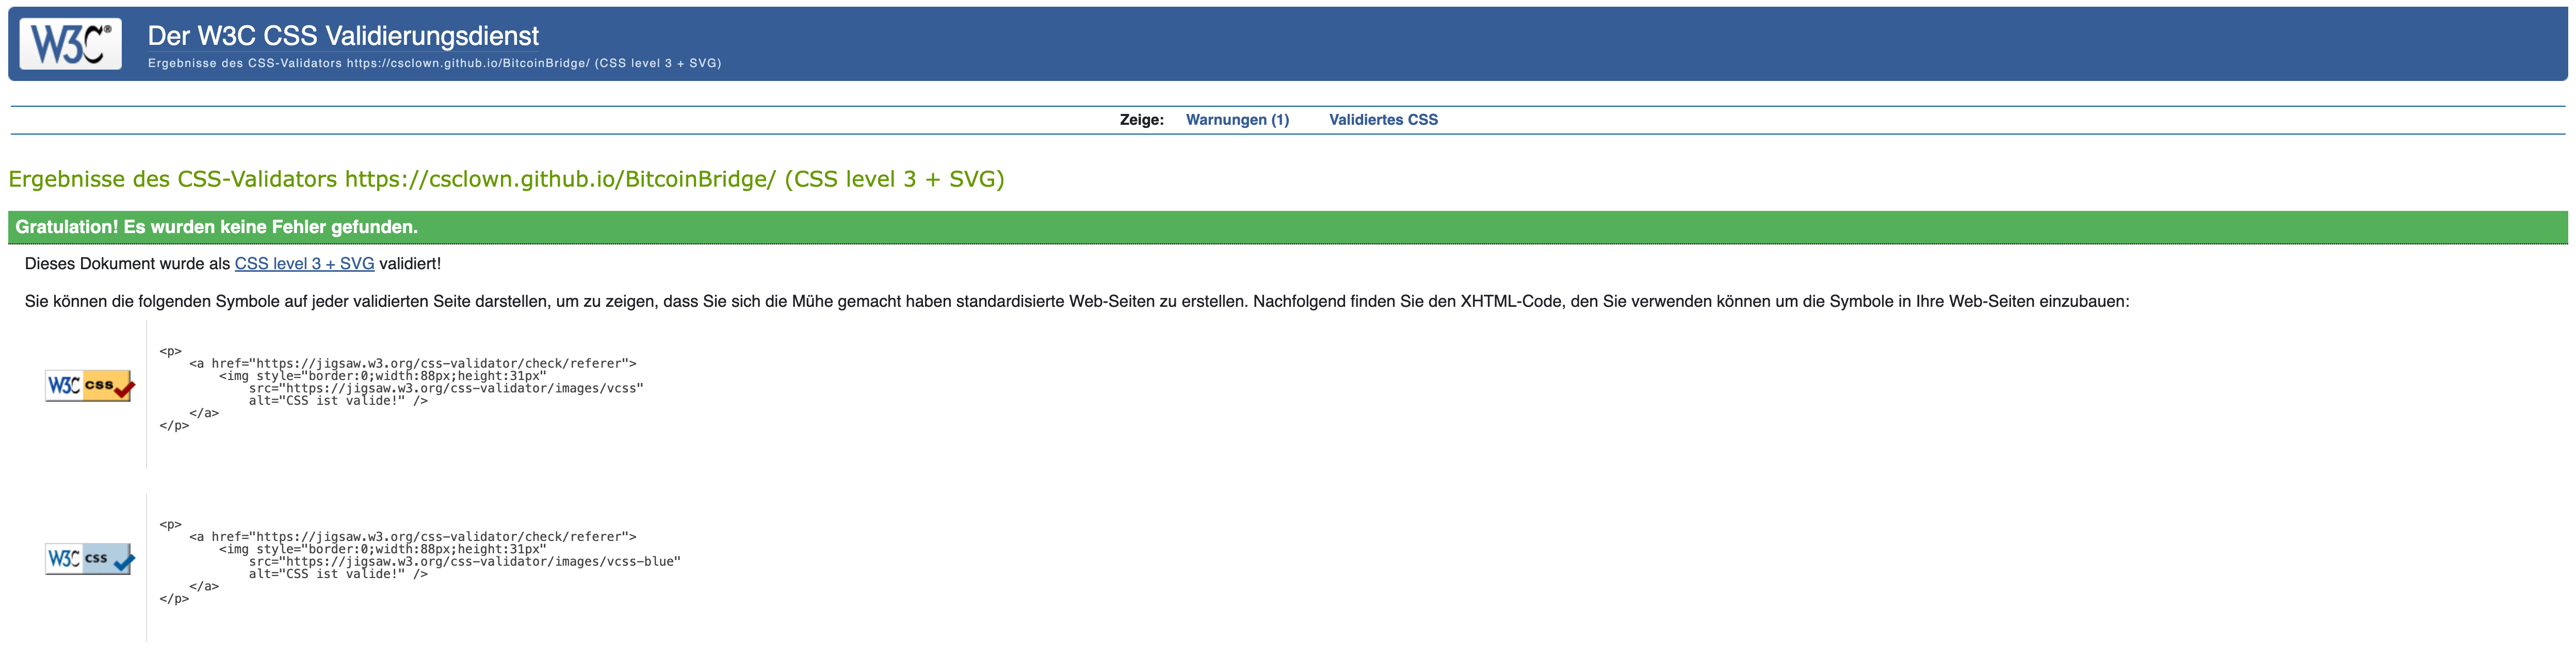 W3C®
Der W3C CSS Validierungsdienst
Ergebnisse des CSS-Validators https://csclown.github.io/BitcoinBridge/ (CSS level 3 + SVG)
Zeige: Warnungen (1) Validiertes CSS
Ergebnisse des CSS-Validators https://csclown.github.io/BitcoinBridge/ (CSS level 3 + SVG)
Gratulation! Es wurden keine Fehler gefunden.
Dieses Dokument wurde als CSS level 3 + SVG validiert!
Sie können die folgenden Symbole auf jeder validierten Seite darstellen, um zu zeigen, dass Sie sich die Mühe gemacht haben standardisierte Web-Seiten zu erstellen. Nachfolgend finden Sie den XHTML-Code, den Sie verwenden können um die Symbole in Ihre Web-Seiten einzubauen:
W3C css
<p>
    <a href="https://jigsaw.w3.org/css-validator/check/referer">
        <img style="border:0;width:88px;height:31px"
            src="https://jigsaw.w3.org/css-validator/images/vcss"
            alt="CSS ist valide!" />
    </a>
</p>
W3C css
<p>
    <a href="https://jigsaw.w3.org/css-validator/check/referer">
        <img style="border:0;width:88px;height:31px"
            src="https://jigsaw.w3.org/css-validator/images/vcss-blue"
            alt="CSS ist valide!" />
    </a>
</p>